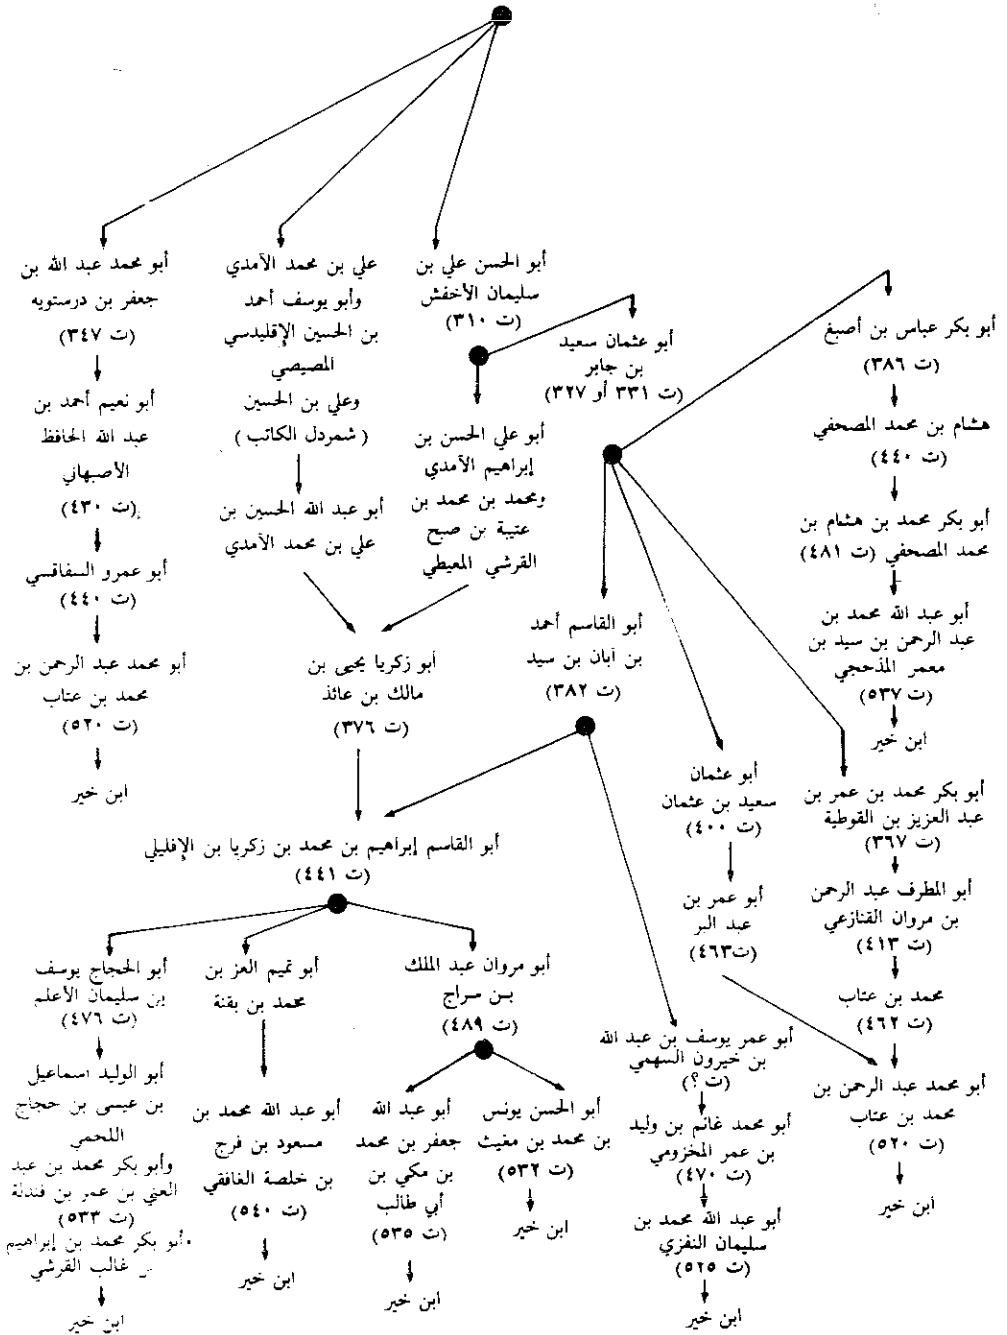 أبو الحسن علي بن
سليمان الأخفش
(ت ٣١٠)
علي بن محمد الآمدي
وأبو يوسف أحمد
بن الحسين الإقليدسي
المصيصي
وعلي بن الحسين
(شمردل الكاتب)
أبو محمد عبد الله بن
جعفر بن درستويه
(ت ٣٤٧)
أبو بكر عباس بن أصبغ
(ت ٣٨٦)
هشام بن محمد المصحفي
(ت ٤٤٠)
أبو بكر محمد بن هشام بن
محمد المصحفي (ت ٤٨١)
أبو عبد الله محمد بن
عبد الرحمن بن سيد بن
معمر المذحجي
(ت ٥٣٧)
ابن خير
أبو عثمان سعيد
بن جابر
(ت ٣٣١ أو ٣٢٧)
أبو علي الحسن بن
إبراهيم الآمدي
ومحمد بن محمد بن
عتيبة بن صبح
القرشي المعيطي
أبو عبد الله الحسين بن
علي بن محمد الآمدي
أبو نعيم أحمد بن
عبد الله الحافظ
الأصبهاني
(ت ٤٣٠)
أبو عمرو السفاقسي
(ت ٤٤٠)
أبو محمد عبد الرحمن بن
محمد بن عتاب
(ت ٥٢٠)
ابن خير
أبو القاسم أحمد
بن أبان بن سيد
(ت ٣٨٢)
أبو زكريا يحيى بن
مالك بن عائذ
(ت ٣٧٦)
أبو بكر محمد بن عمر بن
عبد العزيز بن القوطية
(ت ٣٦٧)
أبو المطرف عبد الرحمن
بن مروان القنازعي
(ت ٤١٣)
محمد بن عتاب
(ت ٤٦٢)
أبو محمد عبد الرحمن بن
محمد بن عتاب
(ت ٥٢٠)
ابن خير
أبو عثمان
سعيد بن عثمان
(ت ٤٠٠)
أبو عمر بن
عبد البر
(ت٤٦٣)
أبو القاسم إبراهيم بن محمد بن زكريا بن الإفليلي
(ت ٤٤١)
أبو عمر يوسف بن عبد الله
بن خيرون السهمي
(ت ؟)
أبو محمد غانم بن وليد
بن عمر المخزومي
(ت ٤٧٠)
أبو عبد الله محمد بن
سليمان النفزي
(ت ٥٢٥)
ابن خير
أبو مروان عبد الملك
بن سراج
(ت ٤٨٩)
أبو الحسن يونس
بن محمد بن مغيث
(ت ٥٣٢)
ابن خير
أبو عبد الله
جعفر بن محمد
بن مكي بن
أبي طالب
(ت ٥٣٥)
ابن خير
أبو تميم العز بن
محمد بن بقنة
أبو عبد الله محمد بن
مسعود بن فرج
بن خلصة الغافقي
(ت ٥٤٠)
ابن خير
أبو الحجاج يوسف
بن سليمان الأعلم
(ت ٤٧٦)
أبو الوليد اسماعيل
بن عيسى بن حجاج
اللخمي
وأبو بكر محمد بن عبد
الغني بن عمر بن فندلة
(ت ٥٣٣)
أبو بكر محمد بن إبراهيم
غالب القرشي
ابن خير